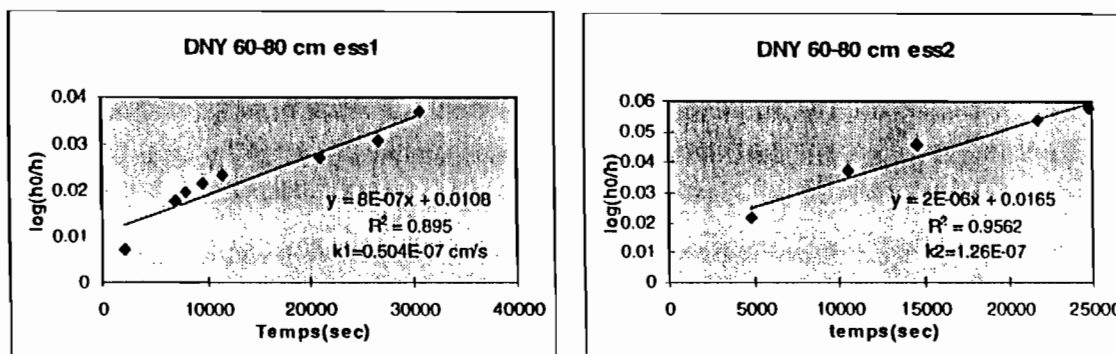 DNY 60-80 cm ess1
log(h0/h)
0.04
0.03
0.02
0.01
0
y = 8E-07x + 0.0108
R² = 0.895
k1=0.504E-07 cm/s
0 10000 20000 30000 40000
Temps(sec)
DNY 60-80 cm ess2
log(h0/h)
0.06
0.05
0.04
0.03
0.02
0.01
0
y = 2E-06x + 0.0165
R² = 0.9562
k2=1.26E-07
0 5000 10000 15000 20000 25000
temps(sec)